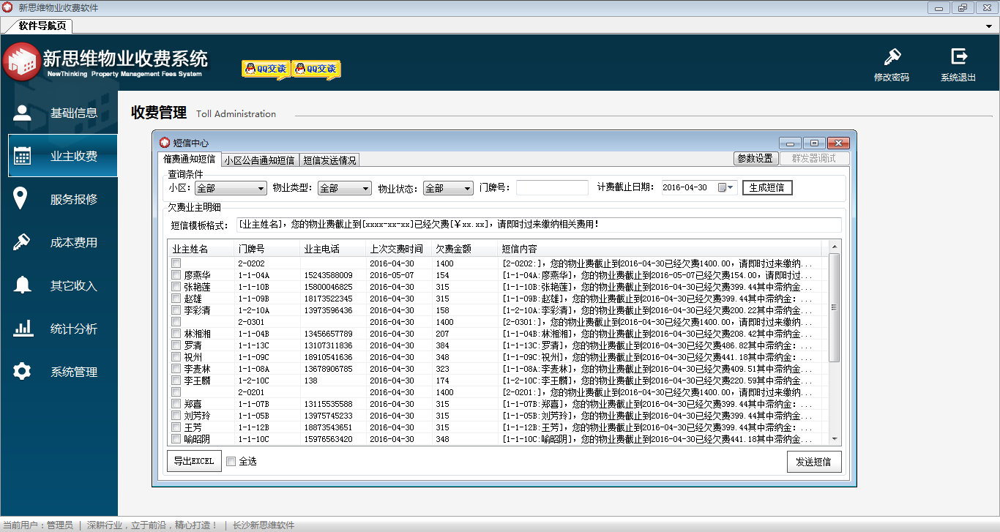 新思维物业收费软件
软件导航页
新思维物业收费系统
NewThinking Property Management Fees System
QQ交谈 QQ交谈
修改密码 系统退出
基础信息
业主收费
服务报修
成本费用
其它收入
统计分析
系统管理
收费管理 Toll Administration
短信中心
催费通知短信 小区公告通知短信 短信发送情况 参数设置 群发器调试
查询条件
小区: 全部 物业类型: 全部 物业状态: 全部 门牌号: 计费截止日期: 2016-04-30 生成短信
欠费业主明细
短信模板格式: [业主姓名], 您的物业费截止到[xxxx-xx-xx]已经欠费[￥xx.xx], 请即时过来缴纳相关费用!
业主姓名 门牌号 业主电话 上次交费时间 欠费金额 短信内容
2-0202 2016-04-30 1400 [2-0202:], 您的物业费截止到2016-04-30已经欠费1400.00, 请即时过来缴纳...
廖燕华 1-1-04A 15243588009 2016-05-07 154 [1-1-04A:廖燕华], 您的物业费截止到2016-05-07已经欠费154.00, 请即时过...
张艳莲 1-1-10B 15800046825 2016-04-30 315 [1-1-10B:张艳莲], 您的物业费截止到2016-04-30已经欠费399.44其中滞纳金...
赵雄 1-1-09B 18173522345 2016-04-30 315 [1-1-09B:赵雄], 您的物业费截止到2016-04-30已经欠费399.44其中滞纳金: ...
李彩清 1-2-10A 13973596436 2016-04-30 158 [1-2-10A:李彩清], 您的物业费截止到2016-04-30已经欠费200.22其中滞纳金...
2-0301 2016-04-30 1400 [2-0301:], 您的物业费截止到2016-04-30已经欠费1400.00, 请即时过来缴纳...
林湘湘 1-1-04B 13456657789 2016-04-30 207 [1-1-04B:林湘湘], 您的物业费截止到2016-04-30已经欠费208.42其中滞纳金...
罗清 1-1-13C 13107311836 2016-04-30 384 [1-1-13C:罗清], 您的物业费截止到2016-04-30已经欠费486.82其中滞纳金: ...
祝州 1-1-09C 18910541636 2016-04-30 348 [1-1-09C:祝州], 您的物业费截止到2016-04-30已经欠费441.18其中滞纳金: ...
李麦林 1-1-08A 13678906785 2016-04-30 323 [1-1-08A:李麦林], 您的物业费截止到2016-04-30已经欠费409.51其中滞纳金...
李王麟 1-2-10C 138 2016-04-30 174 [1-2-10C:李王麟], 您的物业费截止到2016-04-30已经欠费220.59其中滞纳金...
2-0201 2016-04-30 1400 [2-0201:], 您的物业费截止到2016-04-30已经欠费1400.00, 请即时过来缴纳...
郑喜 1-1-07B 13115535588 2016-04-30 315 [1-1-07B:郑喜], 您的物业费截止到2016-04-30已经欠费399.44其中滞纳金: ...
刘芳玲 1-1-05B 13975745233 2016-04-30 315 [1-1-05B:刘芳玲], 您的物业费截止到2016-04-30已经欠费399.44其中滞纳金...
王芳 1-1-12B 18873543651 2016-04-30 315 [1-1-12B:王芳], 您的物业费截止到2016-04-30已经欠费399.44其中滞纳金: ...
喻昭阴 1-1-10C 15976563420 2016-04-30 348 [1-1-10C:喻昭阴], 您的物业费截止到2016-04-30已经欠费441.18其中滞纳金...
导出EXCEL 全选 发送短信
当前用户: 管理员 | 深耕行业, 立于前沿, 精心打造! | 长沙新思维软件